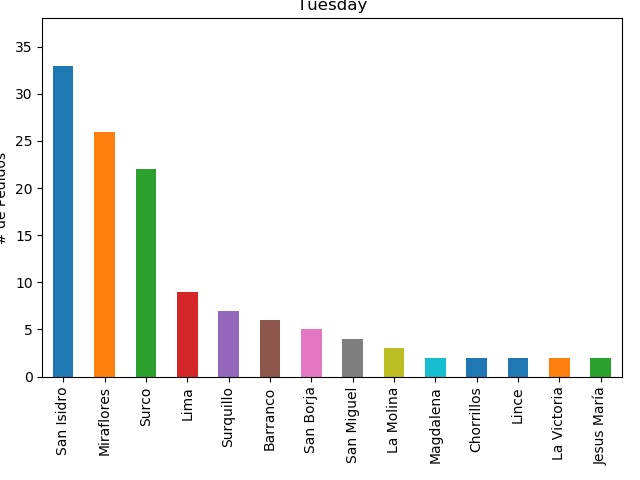 Tuesday
# de Pedidos
35
30
25
20
15
10
5
0
San Isidro
Miraflores
Surco
Lima
Surquillo
Barranco
San Borja
San Miguel
La Molina
Magdalena
Chorrillos
Lince
La Victoria
Jesus María